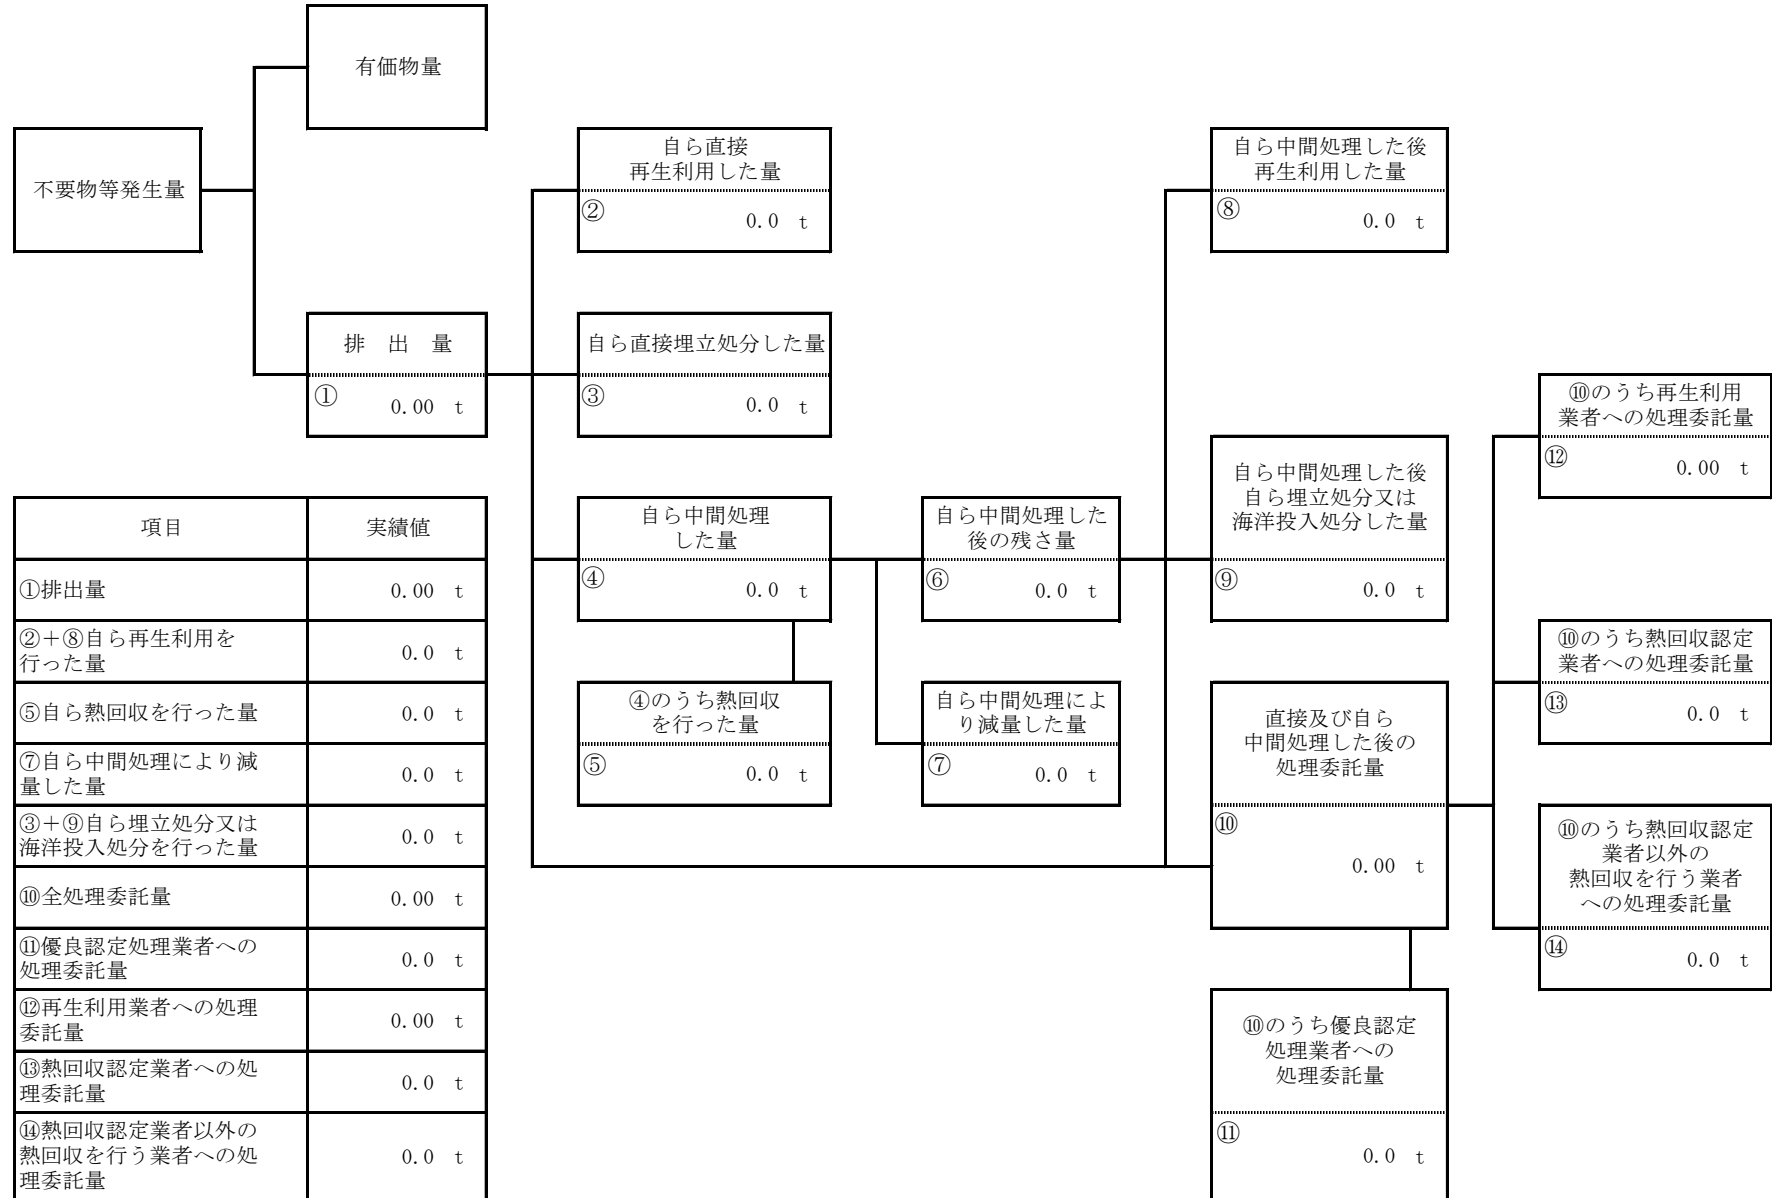 有価物量
不要物等発生量
排　出　量
① 0.00 t
自ら直接
再生利用した量
② 0.0 t
自ら直接埋立処分した量
③ 0.0 t
自ら中間処理
した量
④ 0.0 t
④のうち熱回収
を行った量
⑤ 0.0 t
自ら中間処理した
後の残さ量
⑥ 0.0 t
自ら中間処理によ
り減量した量
⑦ 0.0 t
自ら中間処理した後
再生利用した量
⑧ 0.0 t
自ら中間処理した後
自ら埋立処分又は
海洋投入処分した量
⑨ 0.0 t
直接及び自ら
中間処理した後の
処理委託量
⑩
0.00 t
⑩のうち優良認定
処理業者への
処理委託量
⑪
0.0 t
⑩のうち再生利用
業者への処理委託量
⑫ 0.00 t
⑩のうち熱回収認定
業者への処理委託量
⑬ 0.0 t
⑩のうち熱回収認定
業者以外の
熱回収を行う業者
への処理委託量
⑭ 0.0 t
項目 実績値
①排出量 0.00 t
②＋⑧自ら再生利用を
行った量 0.0 t
⑤自ら熱回収を行った量 0.0 t
⑦自ら中間処理により減
量した量 0.0 t
③＋⑨自ら埋立処分又は
海洋投入処分を行った量 0.0 t
⑩全処理委託量 0.00 t
⑪優良認定処理業者への
処理委託量 0.0 t
⑫再生利用業者への処理
委託量 0.00 t
⑬熱回収認定業者への処
理委託量 0.0 t
⑭熱回収認定業者以外の
熱回収を行う業者への処
理委託量 0.0 t